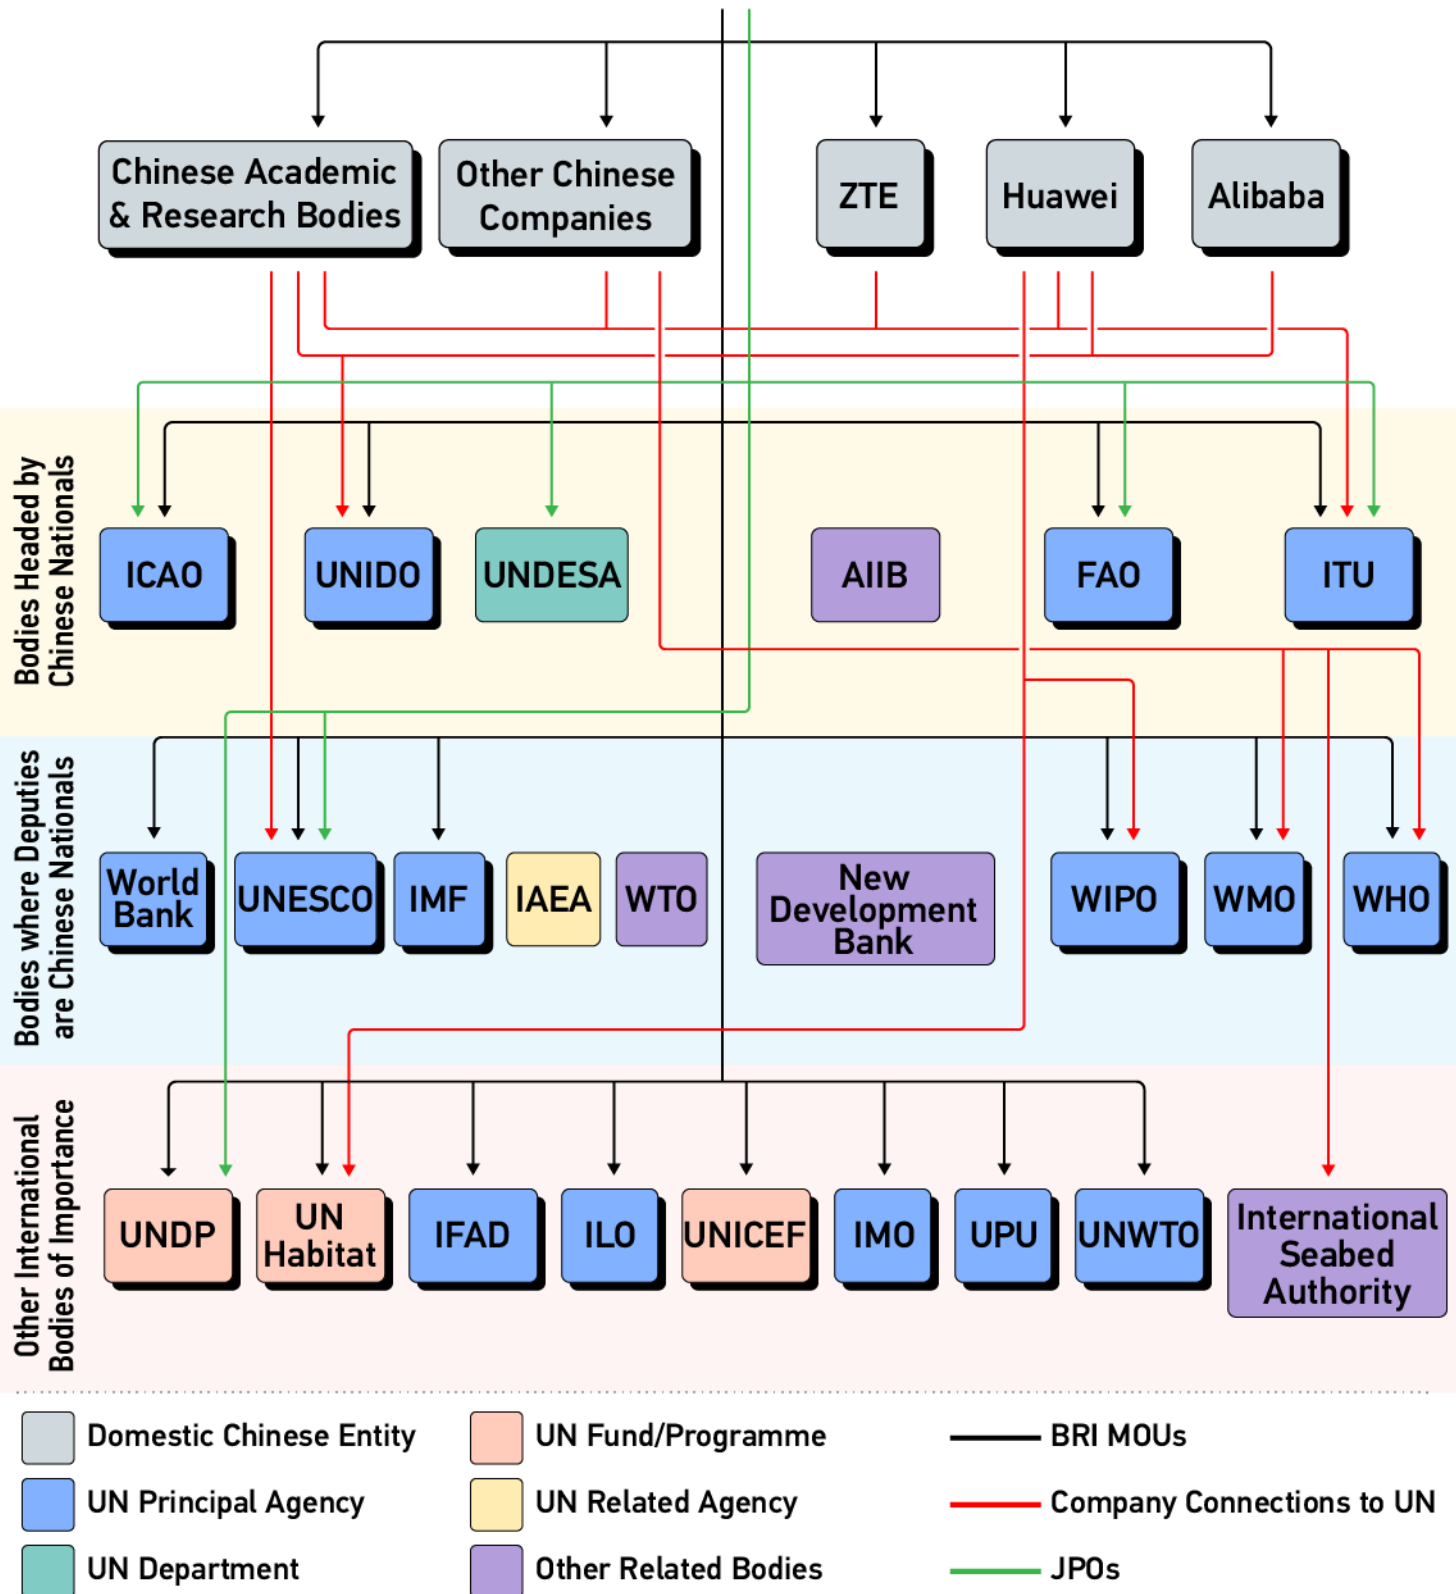 Chinese Academic
& Research Bodies
Other Chinese
Companies
ZTE
Huawei
Alibaba
Bodies Headed by
Chinese Nationals
ICAO
UNIDO
UNDESA
AIIB
FAO
ITU
Bodies where Deputies
are Chinese Nationals
World
Bank
UNESCO
IMF
IAEA
WTO
New
Development
Bank
WIPO
WMO
WHO
Other International
Bodies of Importance
UNDP
UN
Habitat
IFAD
ILO
UNICEF
IMO
UPU
UNWTO
International
Seabed
Authority
Domestic Chinese Entity
UN Fund/Programme
BRI MOUs
UN Principal Agency
UN Related Agency
Company Connections to UN
UN Department
Other Related Bodies
JPOs